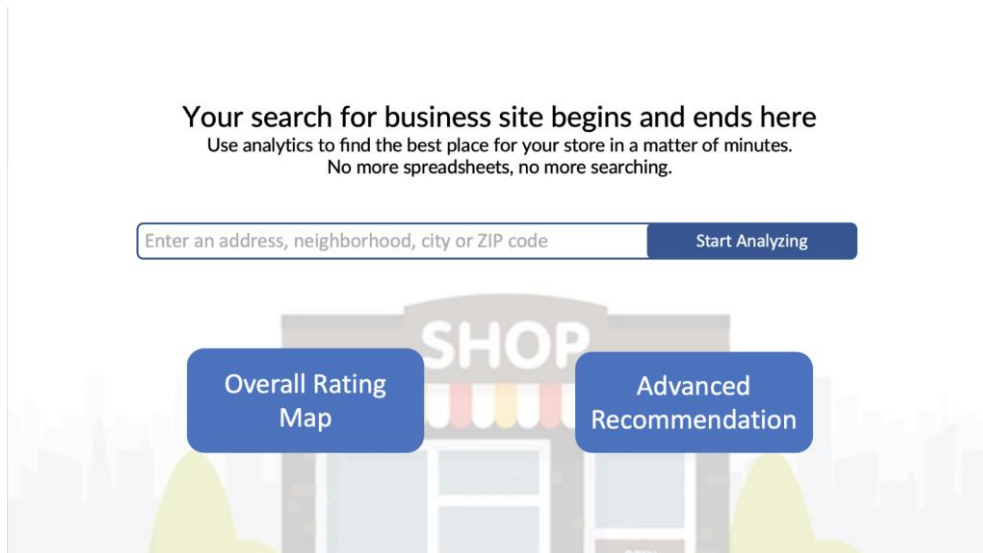 Your search for business site begins and ends here
Use analytics to find the best place for your store in a matter of minutes.
No more spreadsheets, no more searching.
Enter an address, neighborhood, city or ZIP code
Start Analyzing
SHOP
Overall Rating
Map
Advanced
Recommendation